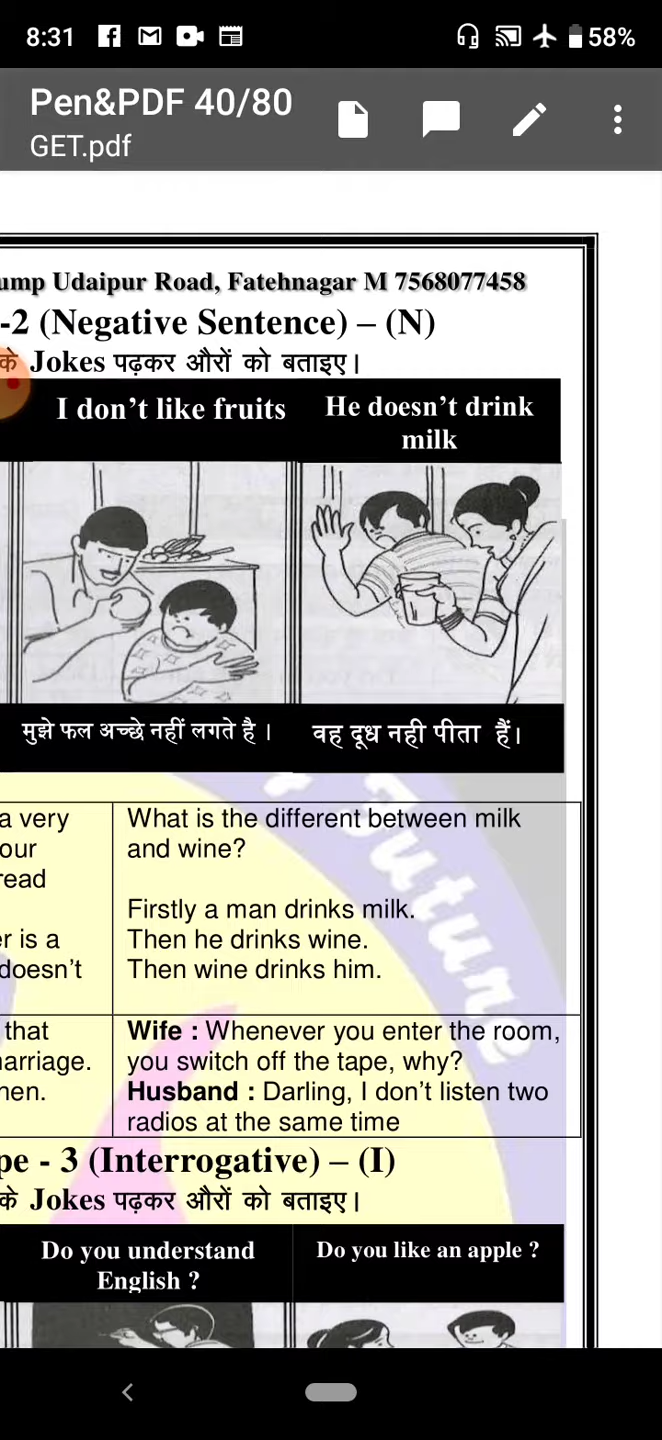 8:31
58%
Pen&PDF 40/80
GET.pdf
ump Udaipur Road, Fatehnagar M 7568077458
-2 (Negative Sentence) – (N)
के Jokes पढ़कर औरों को बताइए।
I don't like fruits
He doesn't drink
milk
मुझे फल अच्छे नहीं लगते है ।
वह दूध नही पीता हैं।
a very
our
read
er is a
doesn't
What is the different between milk
and wine?
Firstly a man drinks milk.
Then he drinks wine.
Then wine drinks him.
that
arriage.
hen.
Wife : Whenever you enter the room,
you switch off the tape, why?
Husband : Darling, I don't listen two
radios at the same time
Future
pe - 3 (Interrogative) – (I)
के Jokes पढ़कर औरों को बताइए।
Do you understand
English ?
Do you like an apple ?